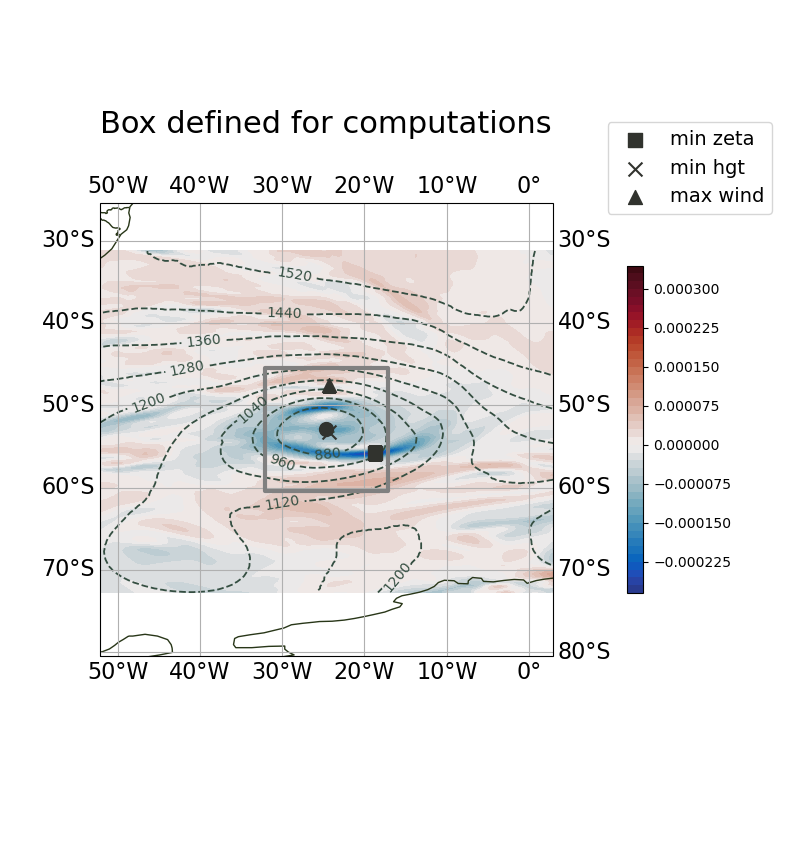 Box defined for computations
min zeta
min hgt
max wind
50°W 40°W 30°W 20°W 10°W 0°
30°S 30°S
40°S 40°S
50°S 50°S
60°S 60°S
70°S 70°S
80°S
50°W 40°W 30°W 20°W 10°W 0°
1520
1440
1360
1280
1200
1040
960
880
1120
1200
0.000300
0.000225
0.000150
0.000075
0.000000
−0.000075
−0.000150
−0.000225